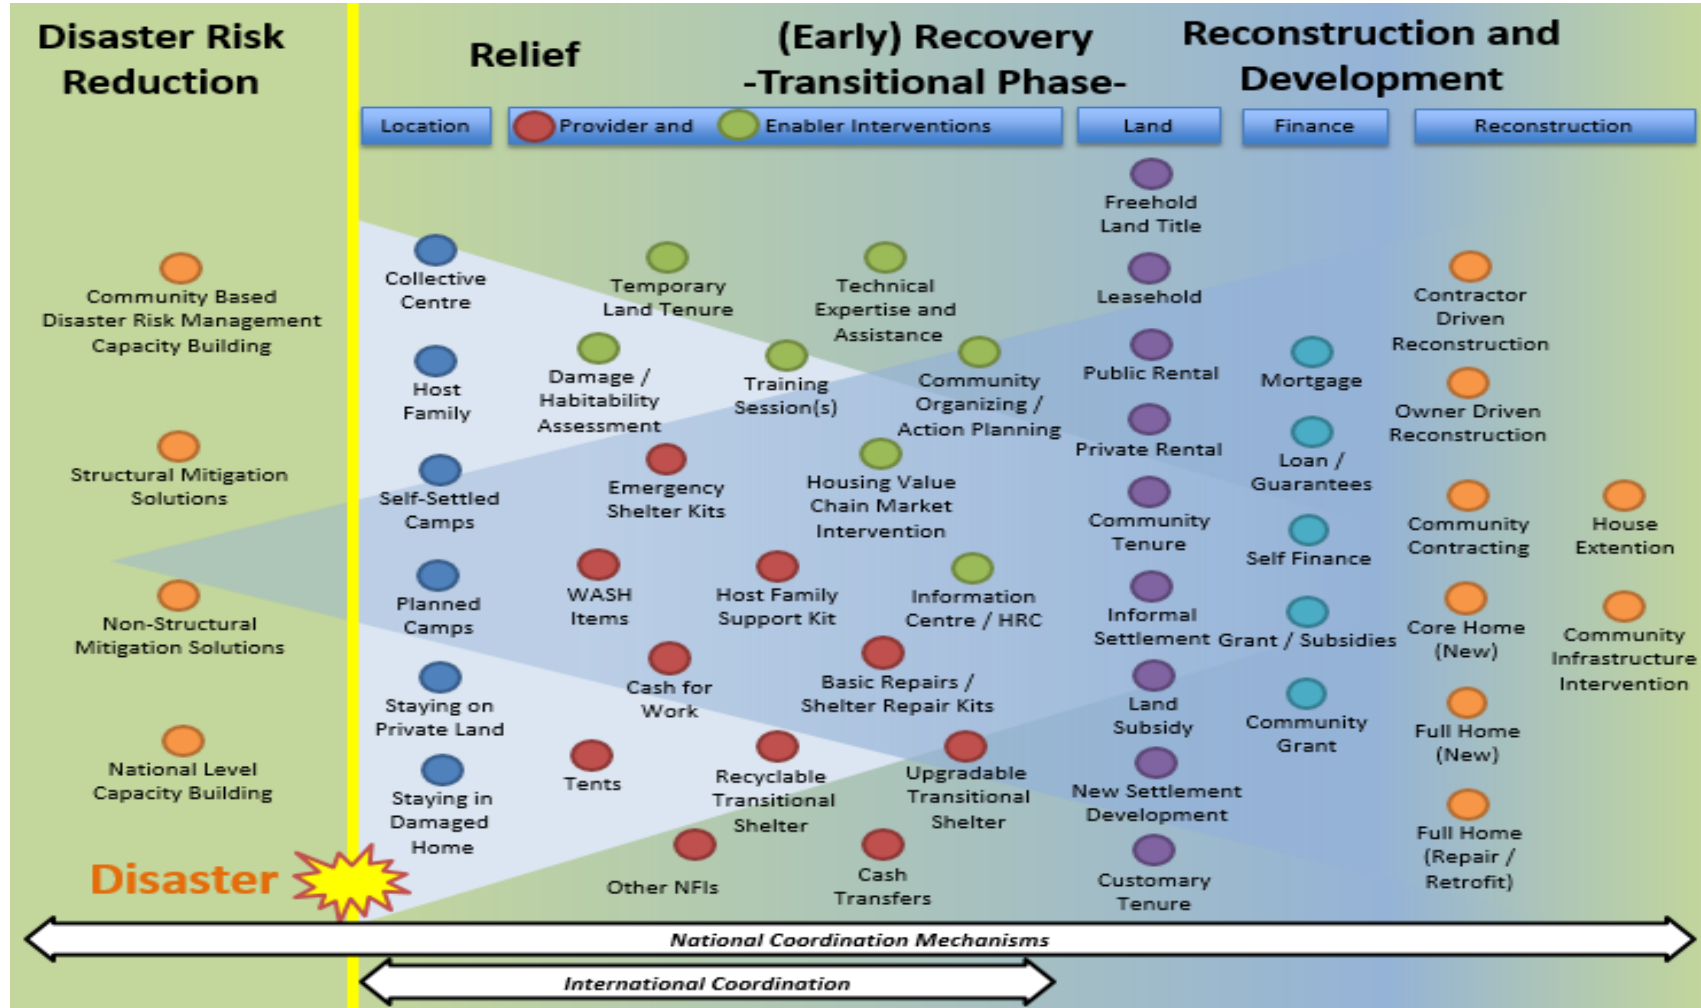 Disaster Risk
Reduction
Relief
(Early) Recovery
-Transitional Phase-
Reconstruction and
Development
Location
Provider and
Enabler Interventions
Land
Finance
Reconstruction
Community Based
Disaster Risk Management
Capacity Building
Structural Mitigation
Solutions
Non-Structural
Mitigation Solutions
National Level
Capacity Building
Disaster
Collective
Centre
Host
Family
Self-Settled
Camps
Planned
Camps
Staying on
Private Land
Staying in
Damaged
Home
Temporary
Land Tenure
Technical
Expertise and
Assistance
Damage /
Habitability
Assessment
Training
Session(s)
Community
Organizing /
Action Planning
Emergency
Shelter Kits
Housing Value
Chain Market
Intervention
WASH
Items
Host Family
Support Kit
Information
Centre / HRC
Cash for
Work
Basic Repairs /
Shelter Repair Kits
Tents
Recyclable
Transitional
Shelter
Upgradable
Transitional
Shelter
Other NFIs
Cash
Transfers
Freehold
Land Title
Leasehold
Public Rental
Private Rental
Community
Tenure
Informal
Settlement
Land
Subsidy
New Settlement
Development
Customary
Tenure
Mortgage
Loan /
Guarantees
Self Finance
Grant / Subsidies
Community
Grant
Contractor
Driven
Reconstruction
Owner Driven
Reconstruction
Community
Contracting
Core Home
(New)
Full Home
(New)
Full Home
(Repair /
Retrofit)
House
Extention
Community
Infrastructure
Intervention
National Coordination Mechanisms
International Coordination